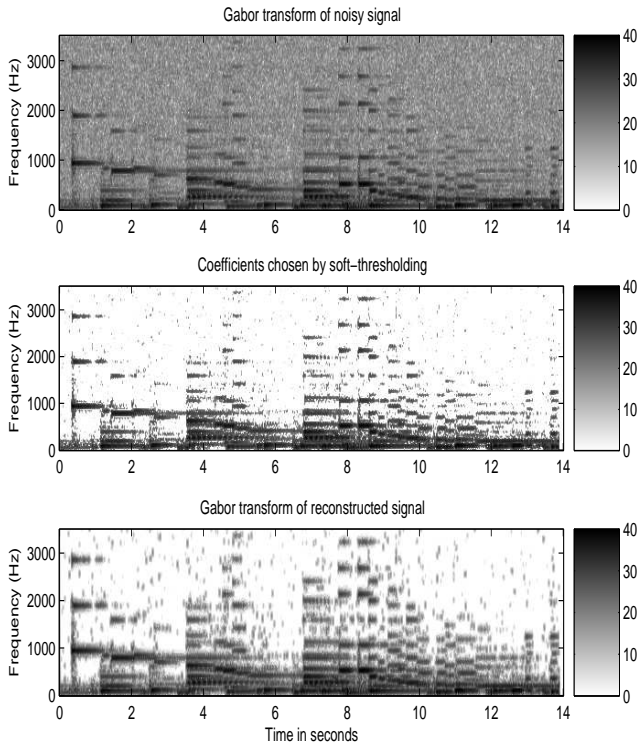 Gabor transform of noisy signal
Frequency (Hz)
3000
2000
1000
0
0 2 4 6 8 10 12 14
40
30
20
10
0
Coefficients chosen by soft−thresholding
Frequency (Hz)
3000
2000
1000
0
0 2 4 6 8 10 12 14
40
30
20
10
0
Gabor transform of reconstructed signal
Frequency (Hz)
3000
2000
1000
0
0 2 4 6 8 10 12 14
Time in seconds
40
30
20
10
0